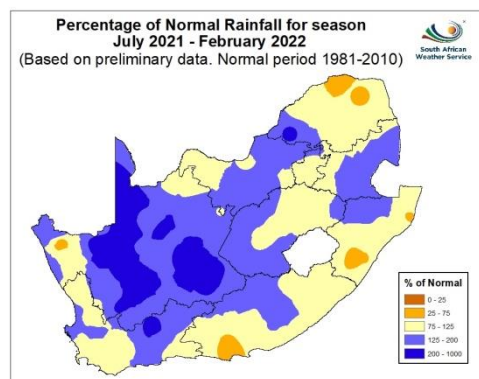 Percentage of Normal Rainfall for season
July 2021 - February 2022
(Based on preliminary data. Normal period 1981-2010)
South African
Weather Service
% of Normal
0 - 25
25 - 75
75 - 125
125 - 200
200 - 1000